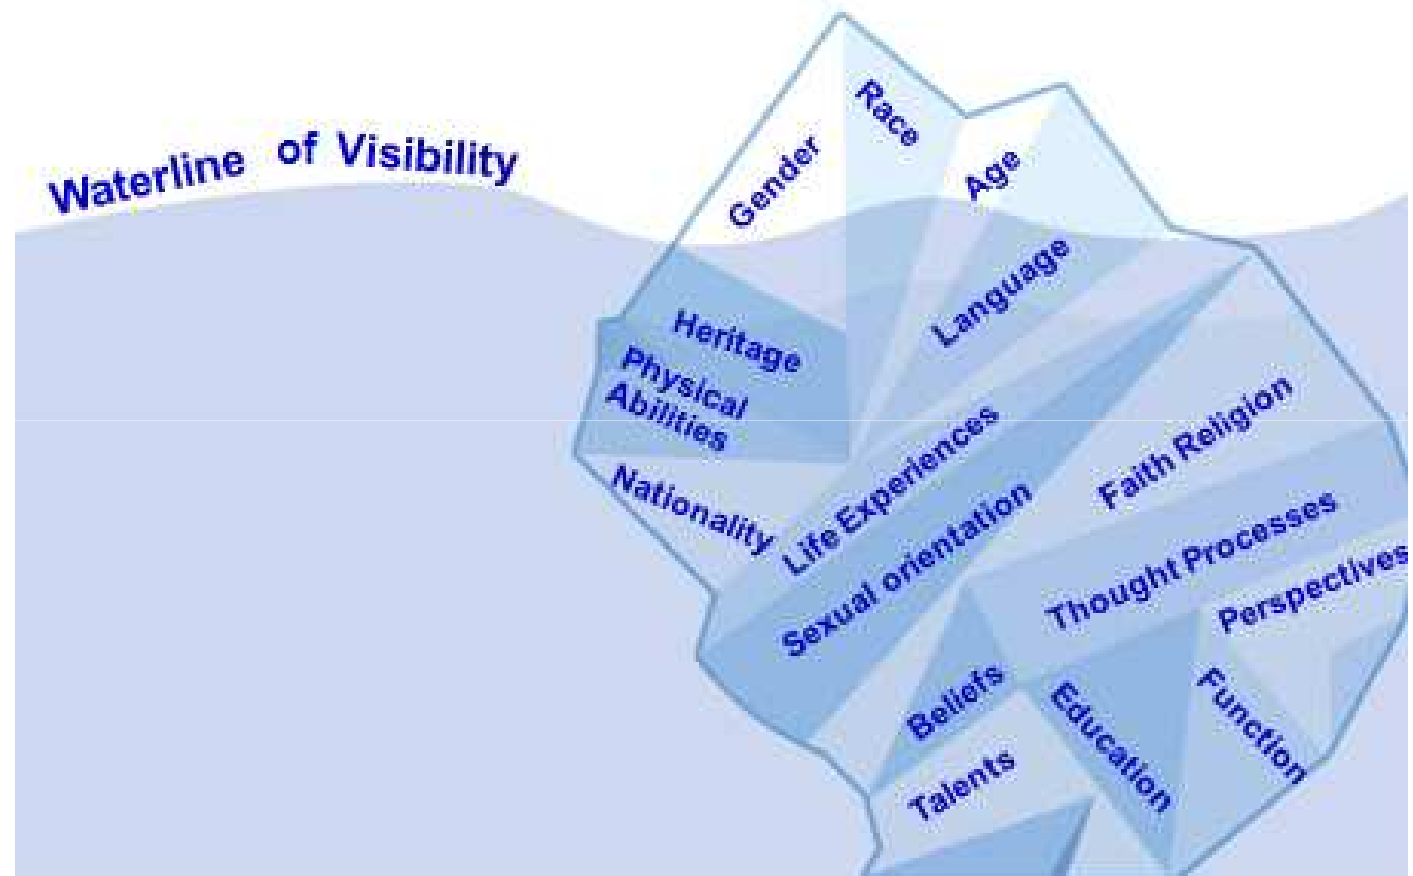 Waterline of Visibility
Race
Gender
Age
Language
Heritage
Physical
Abilities
Nationality
Life Experiences
Sexual orientation
Faith Religion
Thought Processes
Perspectives
Beliefs
Education
Function
Talents